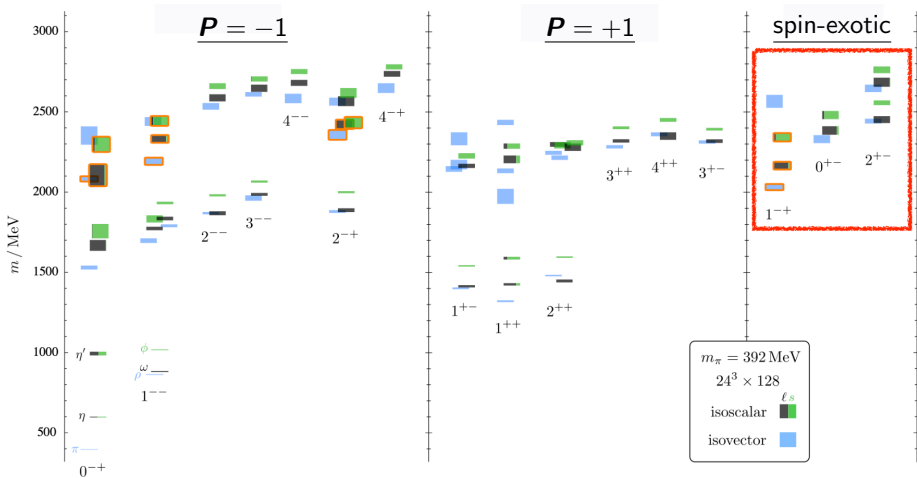 P = −1
P = +1
spin-exotic
m / MeV
3000
2500
2000
1500
1000
500
η′
η
π
0⁻⁺
ϕ
ω
ρ
1⁻⁻
2⁻⁻
3⁻⁻
4⁻⁻
2⁻⁺
4⁻⁺
1⁺⁻
1⁺⁺
2⁺⁺
3⁺⁺
4⁺⁺
3⁺⁻
1⁻⁺
0⁺⁻
2⁺⁻
mπ = 392 MeV
24³ × 128
ℓ s
isoscalar
isovector